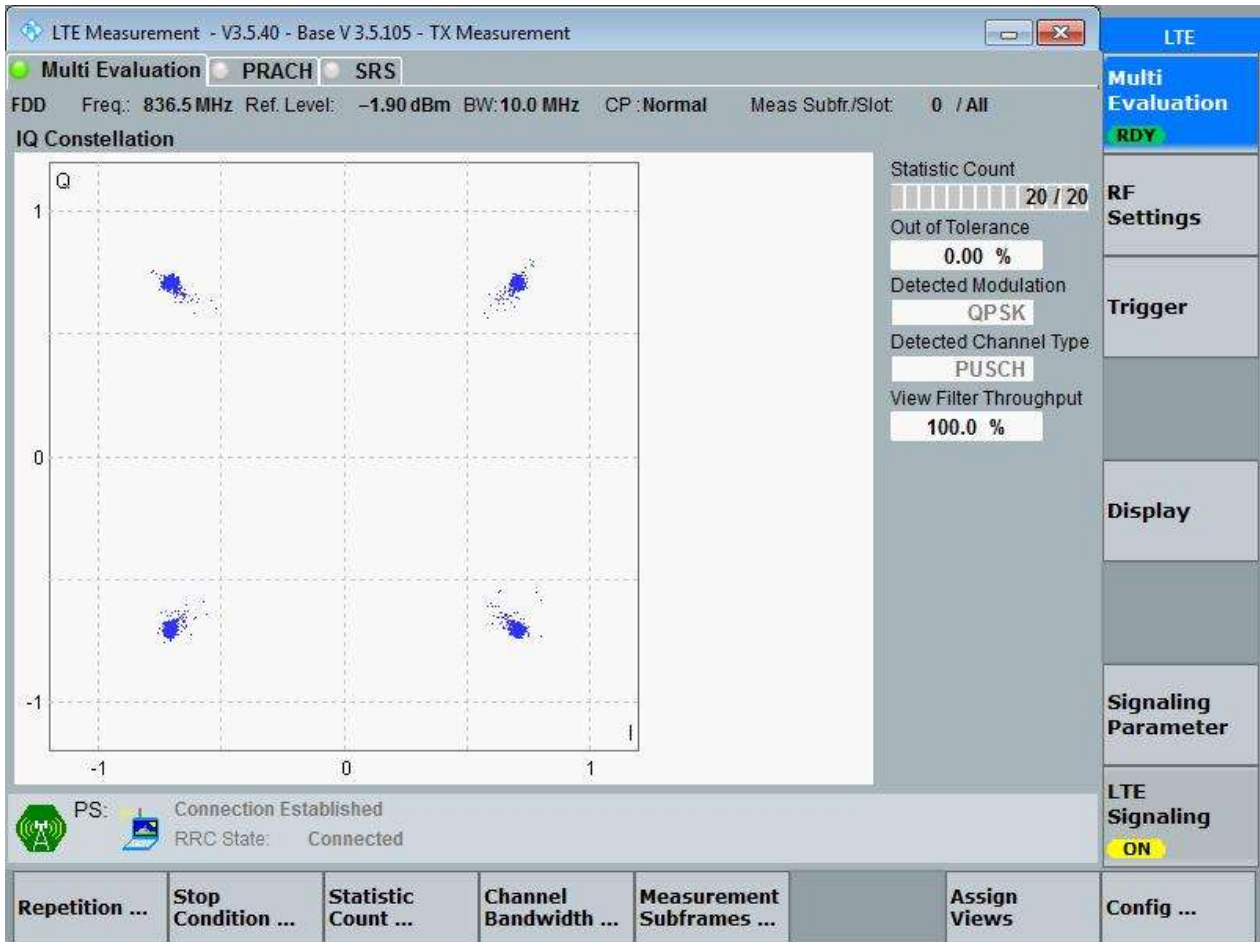 LTE Measurement - V3.5.40 - Base V 3.5.105 - TX Measurement
LTE
Multi Evaluation PRACH SRS
FDD Freq.: 836.5 MHz Ref. Level: −1.90 dBm BW: 10.0 MHz CP : Normal Meas Subfr./Slot: 0 / All
IQ Constellation
Q
1
0
-1
I
-1 0 1
Statistic Count
20 / 20
Out of Tolerance
0.00 %
Detected Modulation
QPSK
Detected Channel Type
PUSCH
View Filter Throughput
100.0 %
Multi
Evaluation
RDY
RF
Settings
Trigger
Display
Signaling
Parameter
LTE
Signaling
ON
PS: Connection Established
RRC State: Connected
Repetition ...
Stop
Condition ...
Statistic
Count ...
Channel
Bandwidth ...
Measurement
Subframes ...
Assign
Views
Config ...